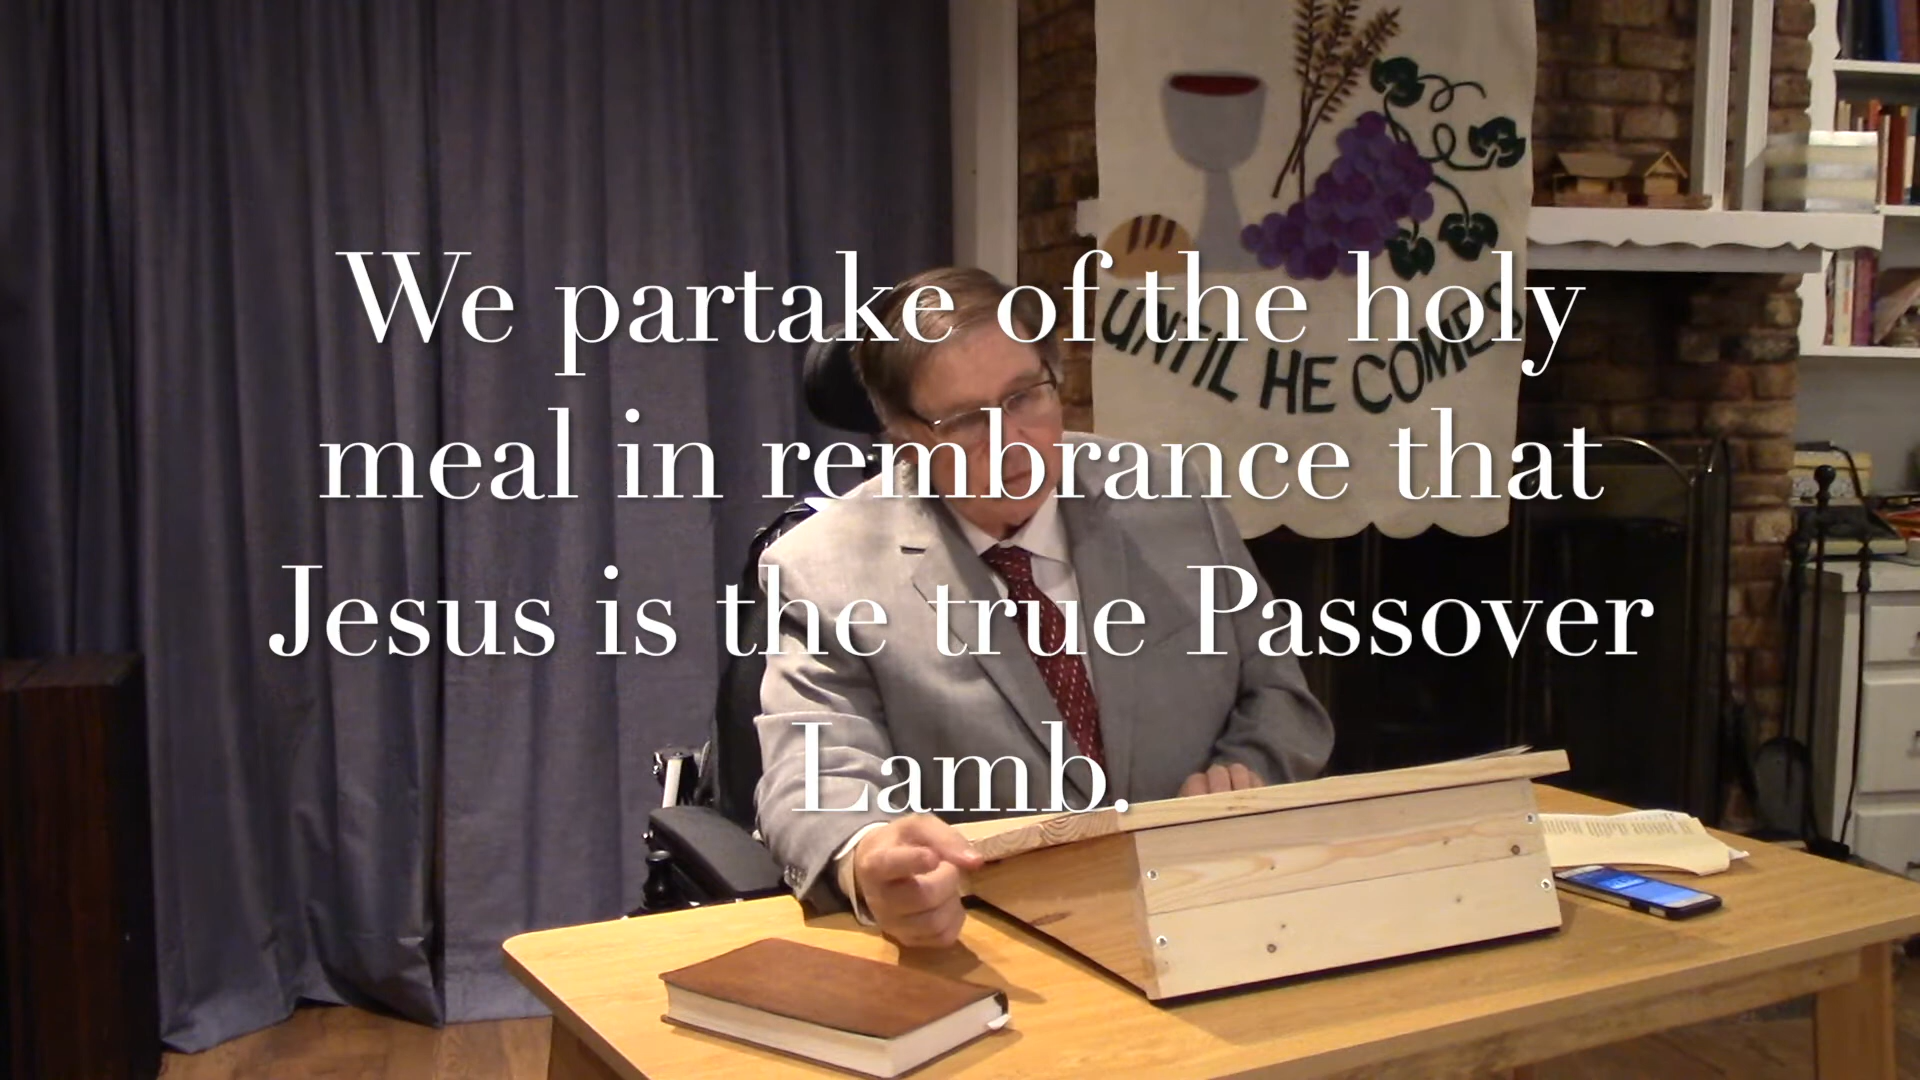 We partake of the holy
meal in rembrance that
Jesus is the true Passover
Lamb.
UNTIL HE COMES